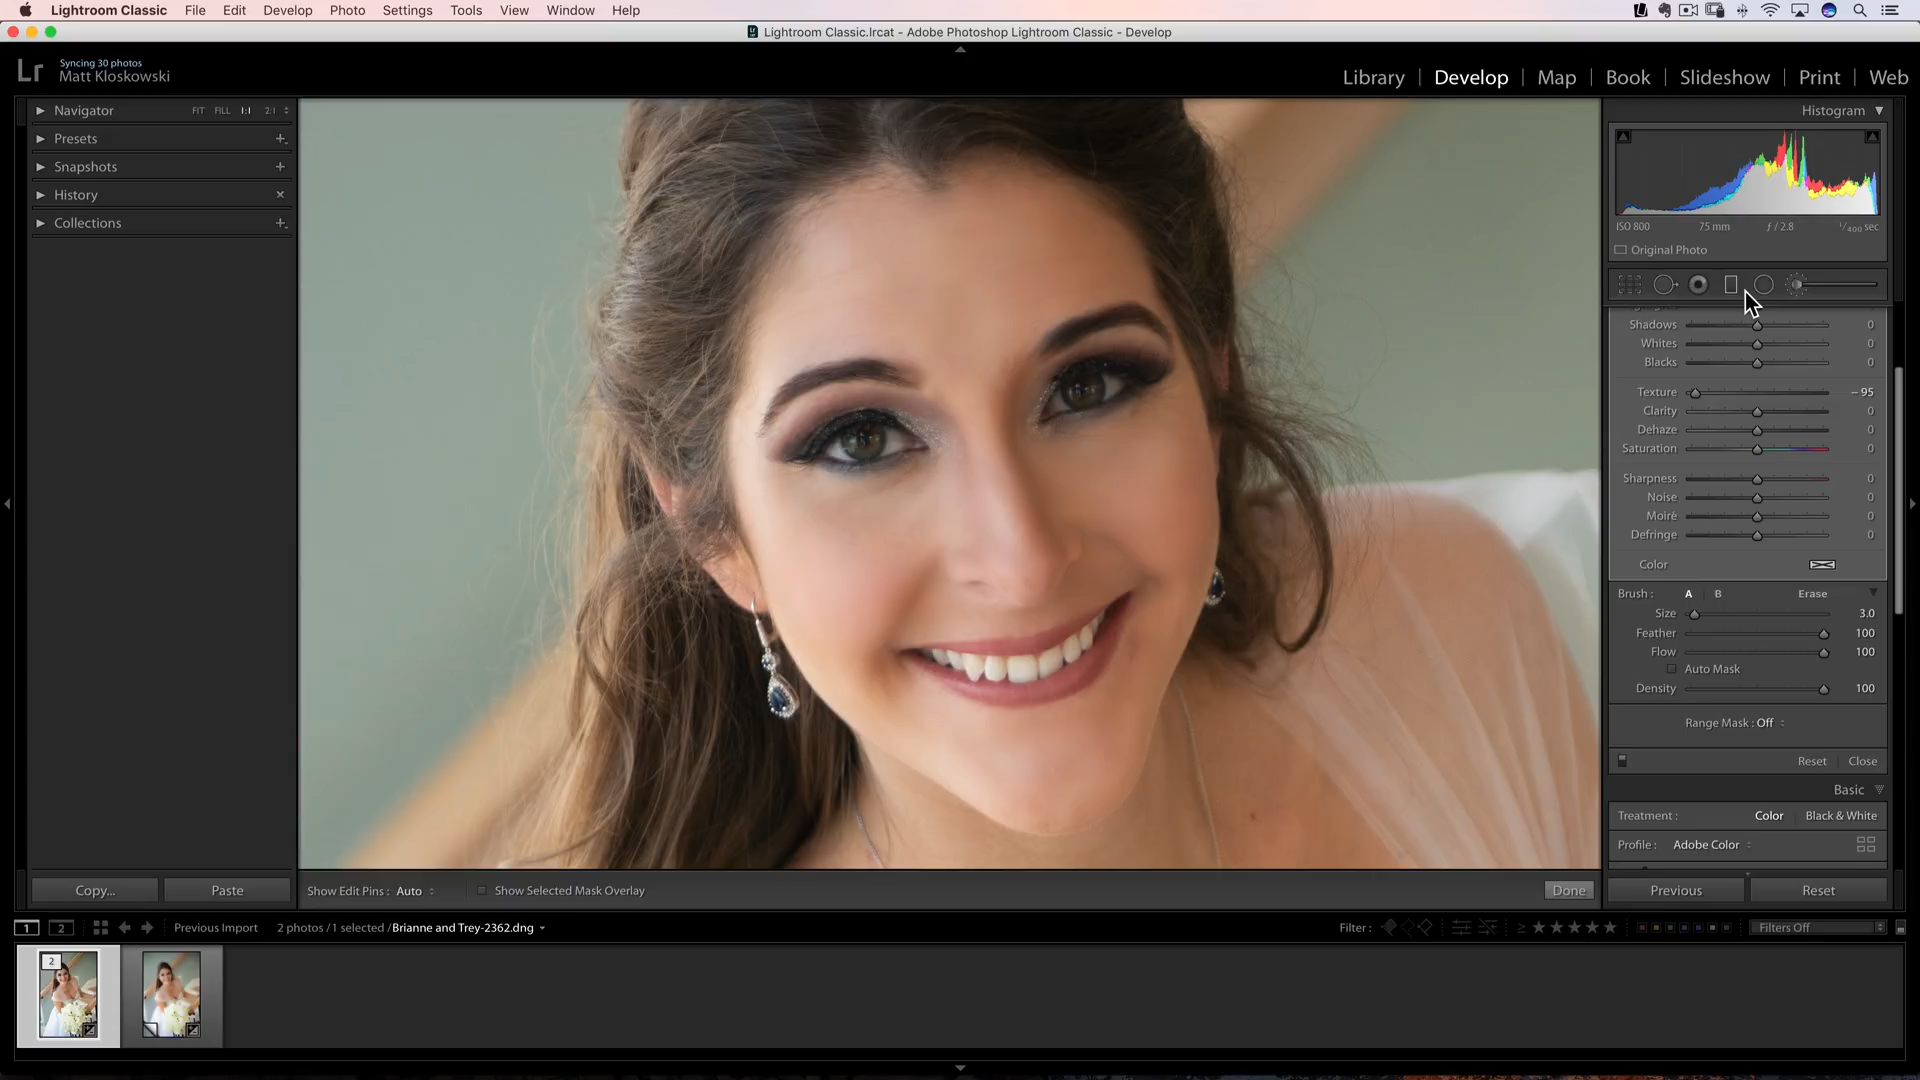 Lightroom Classic File Edit Develop Photo Settings Tools View Window Help
Lightroom Classic.lrcat - Adobe Photoshop Lightroom Classic - Develop
Lr
Syncing 30 photos
Matt Kloskowski
Library | Develop | Map | Book | Slideshow | Print | Web
Navigator FIT FILL 1:1 2:1
Presets
Snapshots
History
Collections
Copy... Paste
Histogram
ISO 800 75 mm ƒ / 2.8 1/400 sec
Original Photo
Shadows 0
Whites 0
Blacks 0
Texture – 95
Clarity 0
Dehaze 0
Saturation 0
Sharpness 0
Noise 0
Moiré 0
Defringe 0
Color
Brush : A B Erase
Size 3.0
Feather 100
Flow 100
Auto Mask
Density 100
Range Mask : Off
Reset Close
Basic
Treatment : Color Black & White
Profile : Adobe Color
Previous Reset
Show Edit Pins : Auto Show Selected Mask Overlay Done
1 2 Previous Import 2 photos / 1 selected / Brianne and Trey-2362.dng Filter : Filters Off
2